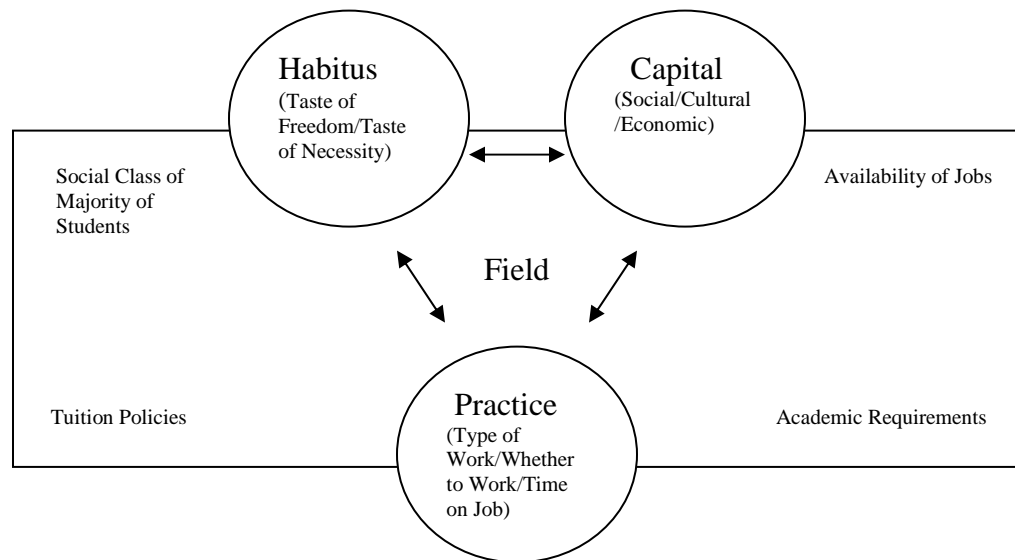 Habitus
(Taste of
Freedom/Taste
of Necessity)
Capital
(Social/Cultural
/Economic)
Social Class of
Majority of
Students
Availability of Jobs
Field
Tuition Policies
Practice
(Type of
Work/Whether
to Work/Time
on Job)
Academic Requirements